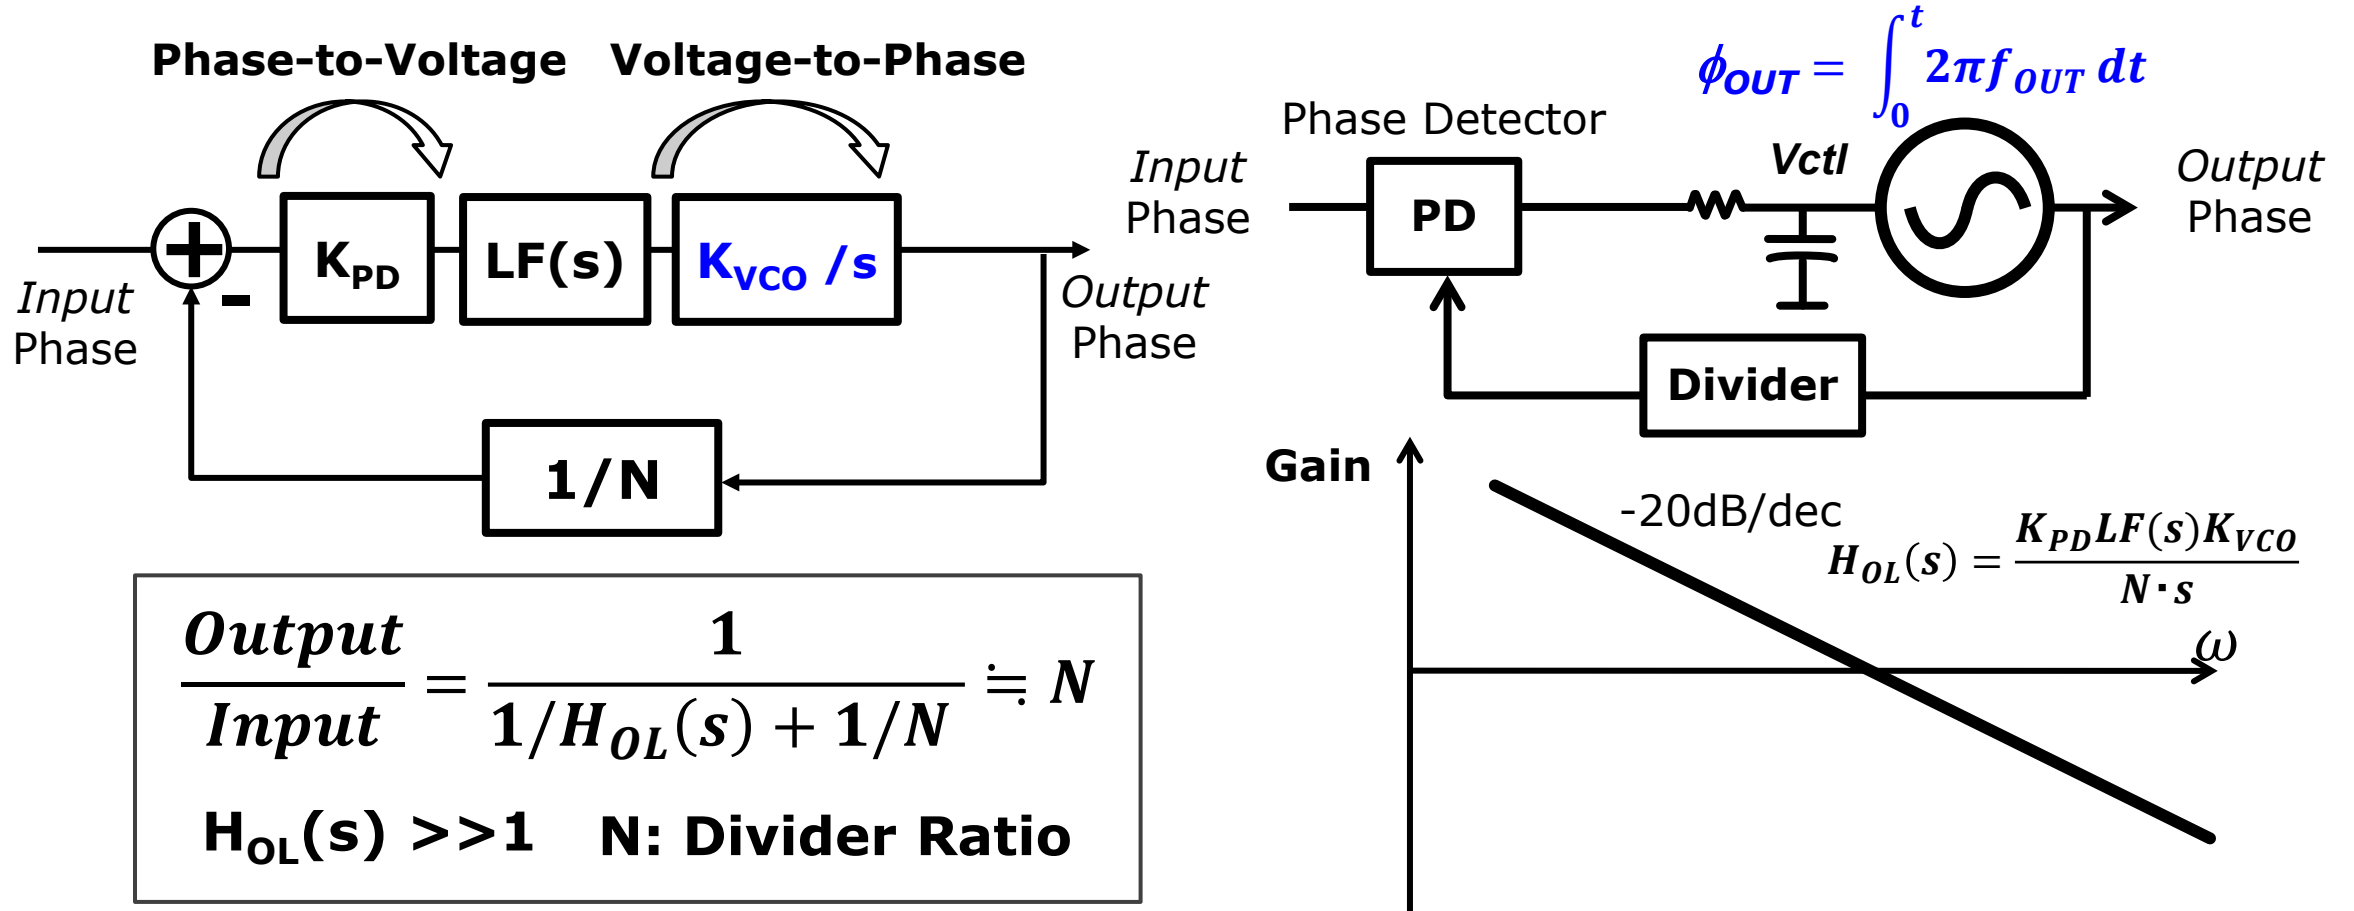 Phase-to-Voltage
Voltage-to-Phase
Input
Phase
+
-
K_PD
LF(s)
K_VCO /s
Output
Phase
1/N
Output/Input = 1/(1/H_OL(s) + 1/N) ≒ N
H_OL(s) >>1
N: Divider Ratio
ϕ_OUT = ∫_0^t 2πf_OUT dt
Phase Detector
Input
Phase
PD
Vctl
Output
Phase
Divider
Gain
-20dB/dec
H_OL(s) = K_PD LF(s)K_VCO / N·s
ω